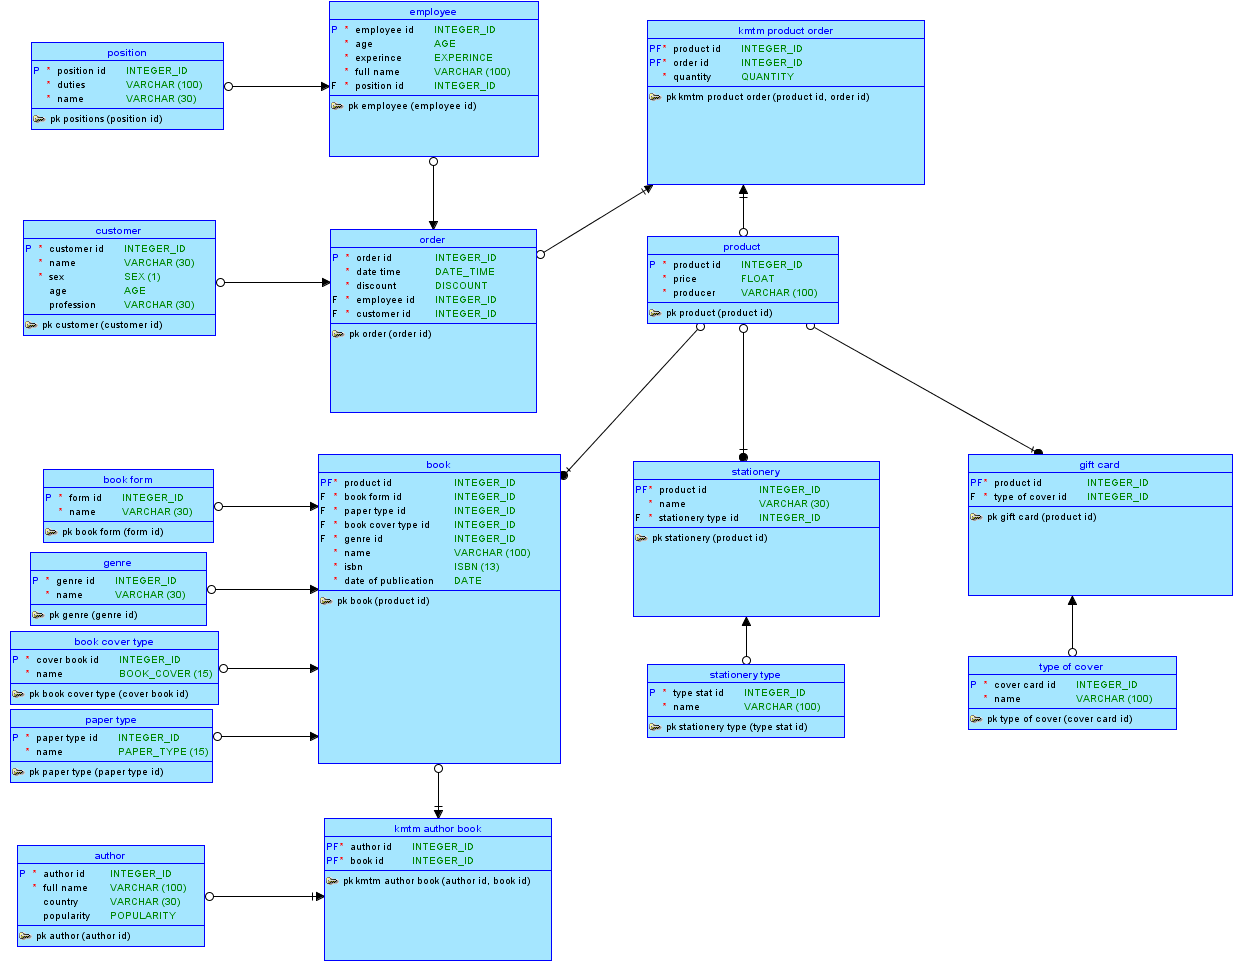 employee
P * employee id INTEGER_ID
* age AGE
* experince EXPERINCE
* full name VARCHAR (100)
F * position id INTEGER_ID
pk employee (employee id)
position
P * position id INTEGER_ID
* duties VARCHAR (100)
* name VARCHAR (30)
pk positions (position id)
kmtm product order
PF* product id INTEGER_ID
PF* order id INTEGER_ID
* quantity QUANTITY
pk kmtm product order (product id, order id)
customer
P * customer id INTEGER_ID
* name VARCHAR (30)
* sex SEX (1)
age AGE
profession VARCHAR (30)
pk customer (customer id)
order
P * order id INTEGER_ID
* date time DATE_TIME
* discount DISCOUNT
F * employee id INTEGER_ID
F * customer id INTEGER_ID
pk order (order id)
product
P * product id INTEGER_ID
* price FLOAT
* producer VARCHAR (100)
pk product (product id)
book form
P * form id INTEGER_ID
* name VARCHAR (30)
pk book form (form id)
genre
P * genre id INTEGER_ID
* name VARCHAR (30)
pk genre (genre id)
book cover type
P * cover book id INTEGER_ID
* name BOOK_COVER (15)
pk book cover type (cover book id)
paper type
P * paper type id INTEGER_ID
* name PAPER_TYPE (15)
pk paper type (paper type id)
book
PF* product id INTEGER_ID
F * book form id INTEGER_ID
F * paper type id INTEGER_ID
F * book cover type id INTEGER_ID
F * genre id INTEGER_ID
* name VARCHAR (100)
* isbn ISBN (13)
* date of publication DATE
pk book (product id)
stationery
PF* product id INTEGER_ID
* name VARCHAR (30)
F * stationery type id INTEGER_ID
pk stationery (product id)
gift card
PF* product id INTEGER_ID
F * type of cover id INTEGER_ID
pk gift card (product id)
stationery type
P * type stat id INTEGER_ID
* name VARCHAR (100)
pk stationery type (type stat id)
type of cover
P * cover card id INTEGER_ID
* name VARCHAR (100)
pk type of cover (cover card id)
author
P * author id INTEGER_ID
* full name VARCHAR (100)
country VARCHAR (30)
popularity POPULARITY
pk author (author id)
kmtm author book
PF* author id INTEGER_ID
PF* book id INTEGER_ID
pk kmtm author book (author id, book id)